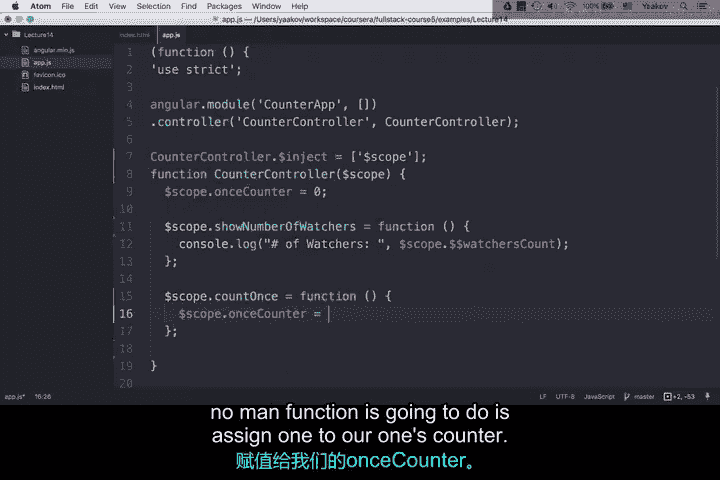 Atom File Edit View Selection Find Packages Window Help 100% Yaakov
app.js — /Users/yaakov/workspace/coursera/fullstack-course5/examples/Lecture14
Lecture14
angular.min.js
app.js
favicon.ico
index.html
index.html app.js
1 (function () {
2 'use strict';
3
4 angular.module('CounterApp', [])
5 .controller('CounterController', CounterController);
6
7 CounterController.$inject = ['$scope'];
8 function CounterController($scope) {
9 $scope.onceCounter = 0;
10
11 $scope.showNumberOfWatchers = function () {
12 console.log("# of Watchers: ", $scope.$$watchersCount);
13 };
14
15 $scope.countOnce = function () {
16 $scope.onceCounter =
17 };
18
19 }
20
app.js* 16:26 LF UTF-8 JavaScript master +2, -53
no man function is going to do is
assign one to our one's counter.
赋值给我们的onceCounter。